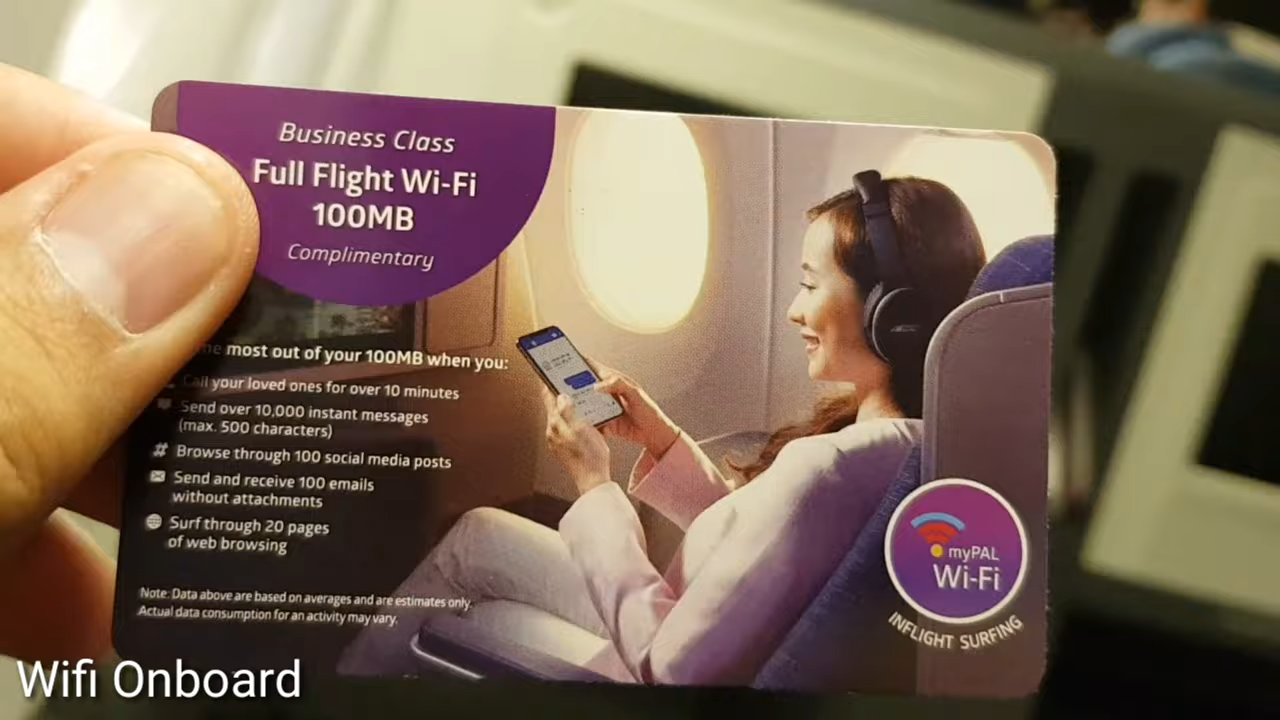 Business Class
Full Flight Wi-Fi
100MB
Complimentary
most out of your 100MB when you:
Call your loved ones for over 10 minutes
Send over 10,000 instant messages
(max. 500 characters)
# Browse through 100 social media posts
Send and receive 100 emails
without attachments
Surf through 20 pages
of web browsing
Note: Data above are based on averages and are estimates only.
Actual data consumption for an activity may vary.
myPAL
Wi-Fi
INFLIGHT SURFING
Wifi Onboard